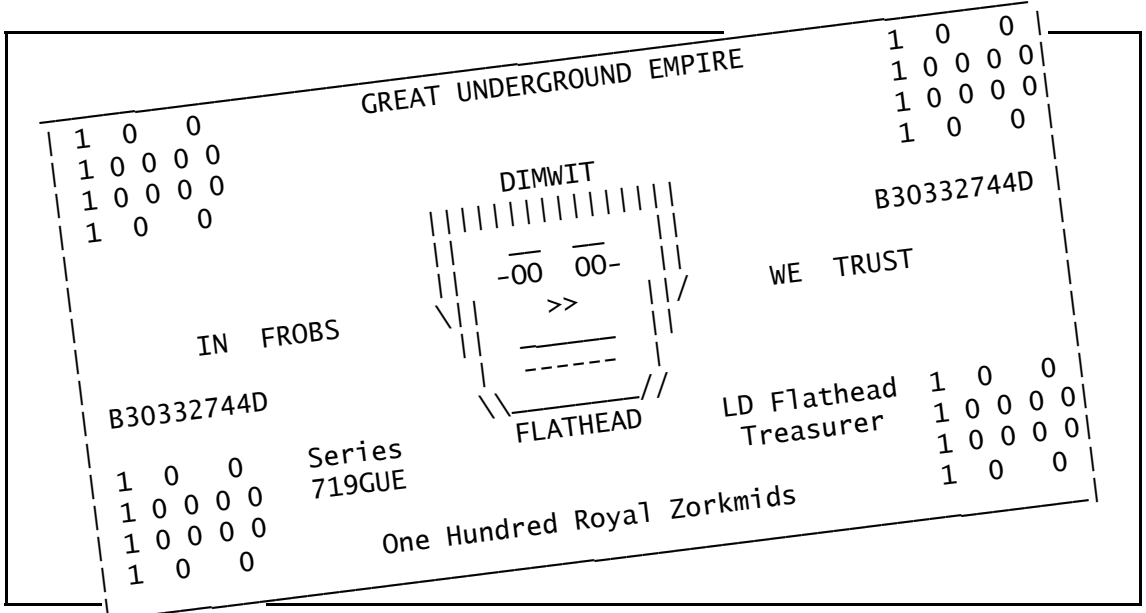 1 0 0 GREAT UNDERGROUND EMPIRE 1 0 0
1 0 0 0 0 1 0 0 0 0
1 0 0 0 0 DIMWIT 1 0 0 0 0
1 0 0 1 0 0
B30332744D
IN FROBS WE TRUST
B30332744D
LD Flathead 1 0 0
FLATHEAD Treasurer 1 0 0 0 0
1 0 0 Series 1 0 0 0 0
1 0 0 0 0 719GUE 1 0 0
1 0 0 0 0
1 0 0 One Hundred Royal Zorkmids